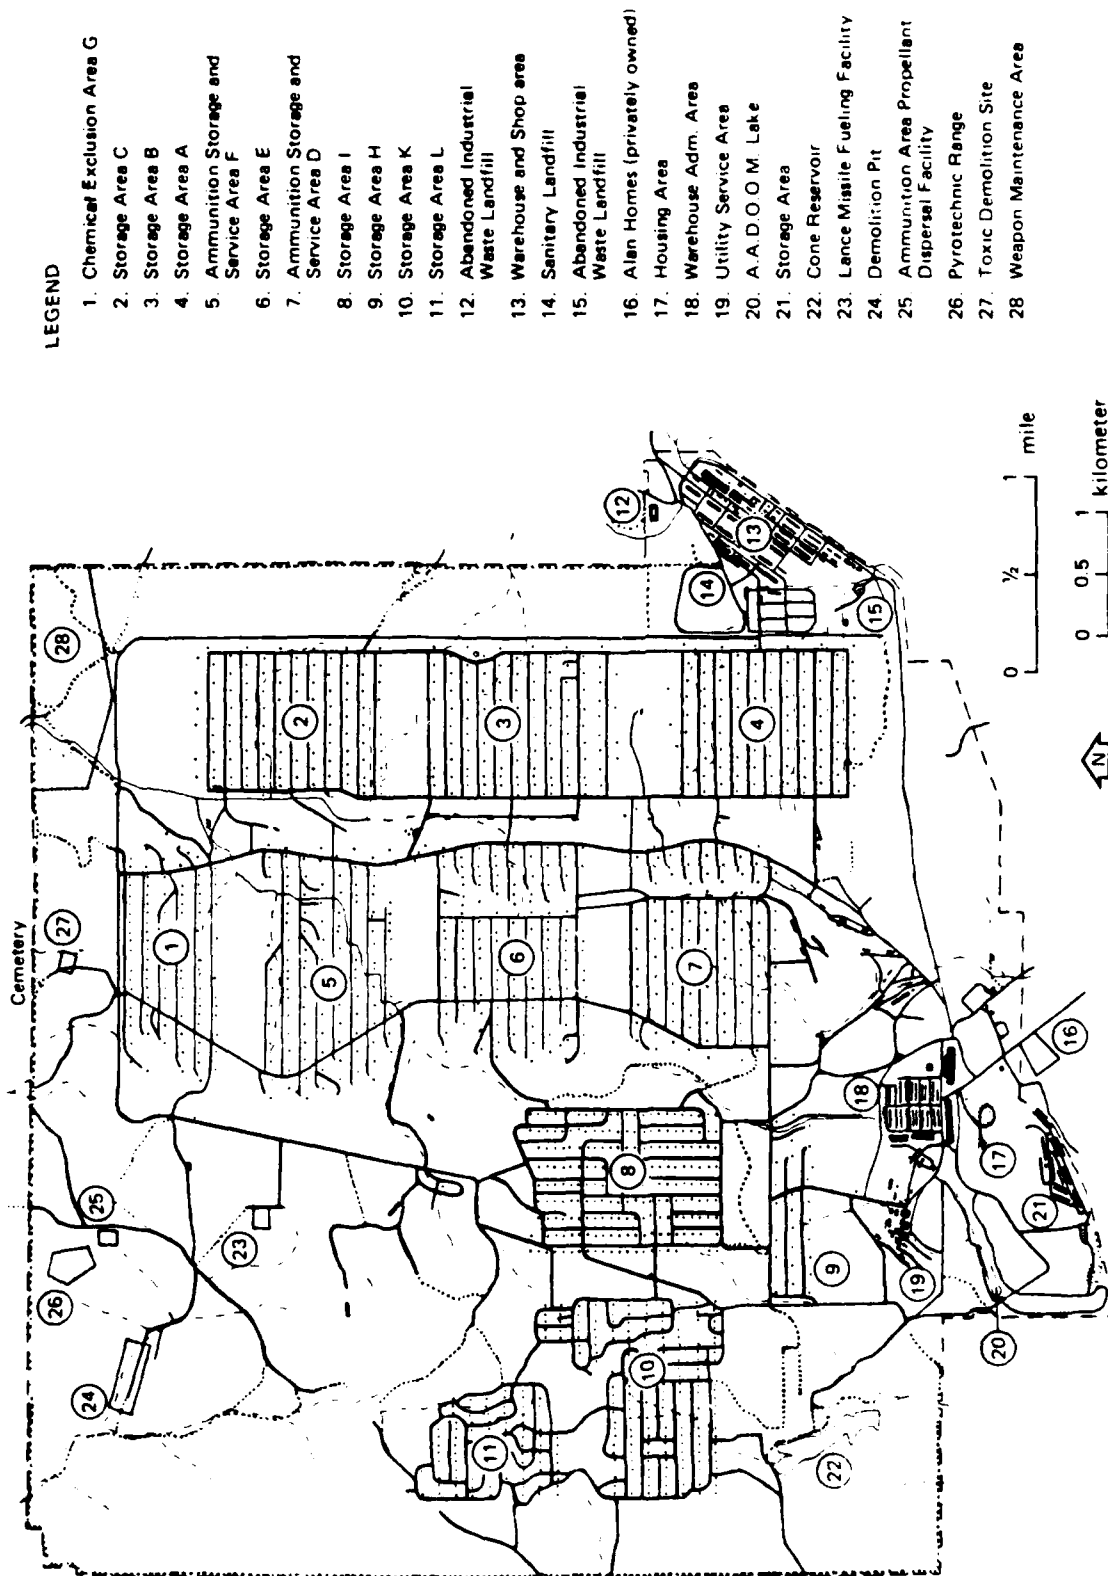 LEGEND
1. Chemical Exclusion Area G
2. Storage Area C
3. Storage Area B
4. Storage Area A
5. Ammunition Storage and
Service Area F
6. Storage Area E
7. Ammunition Storage and
Service Area D
8. Storage Area I
9. Storage Area H
10. Storage Area K
11. Storage Area L
12. Abandoned Industrial
Waste Landfill
13. Warehouse and Shop area
14. Sanitary Landfill
15. Abandoned Industrial
Waste Landfill
16. Alan Homes (privately owned)
17. Housing Area
18. Warehouse Adm. Area
19. Utility Service Area
20. A.A.D.O.O.M. Lake
21. Storage Area
22. Cone Reservoir
23. Lance Missile Fueling Facility
24. Demolition Pit
25. Ammunition Area Propellant
Dispersal Facility
26. Pyrotechnic Range
27. Toxic Demolition Site
28 Weapon Maintenance Area
Cemetery
28
27
1
2
5
25
26
24
23
3
6
4
7
8
11
10
9
22
12
13
14
15
18
16
17
19
21
20
0 ½ 1 mile
0 0.5 1 kilometer
N